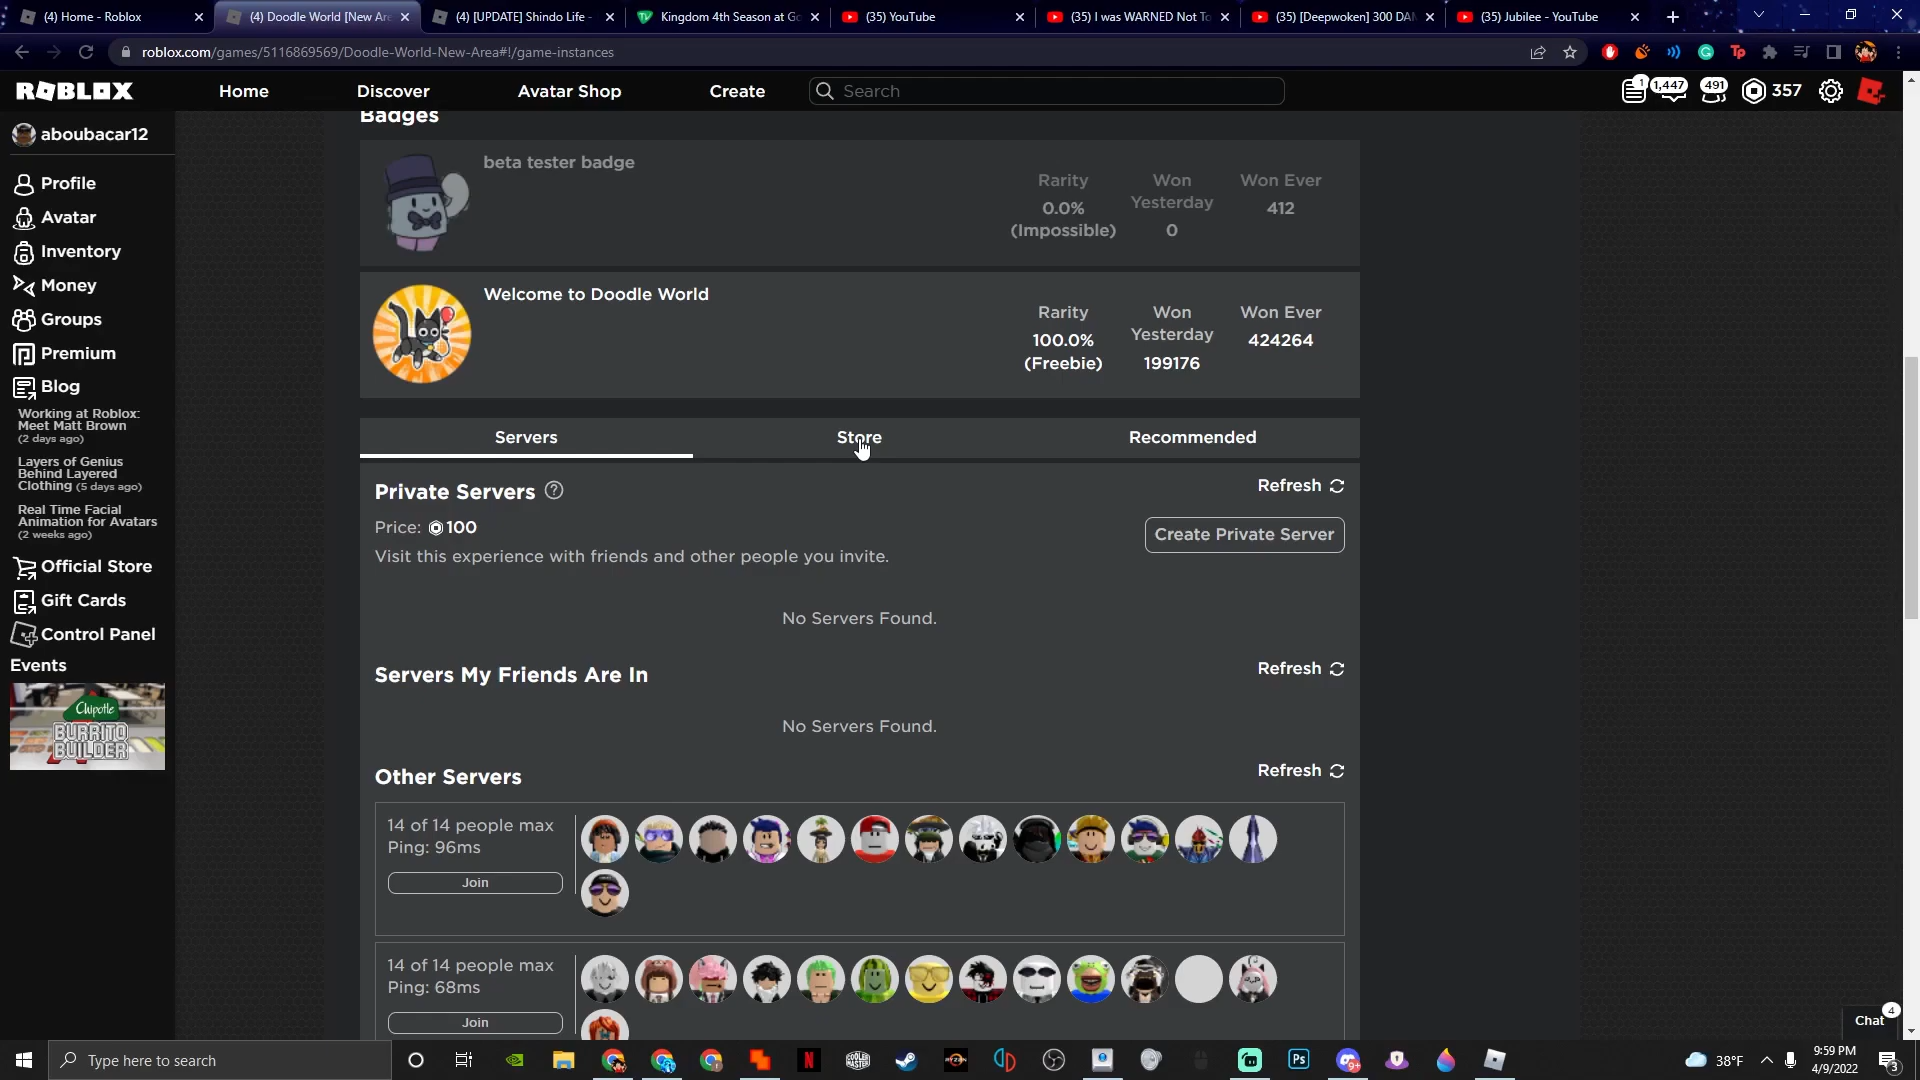 (4) Home - Roblox
(4) Doodle World [New Are
(4) [UPDATE] Shindo Life -
Kingdom 4th Season at Go
(35) YouTube
(35) I was WARNED Not To
(35) [Deepwoken] 300 DAM
(35) Jubilee - YouTube
roblox.com/games/5116869569/Doodle-World-New-Area#!/game-instances
ROBLOX
Home
Discover
Avatar Shop
Create
Search
1
1,447
491
357
aboubacar12
Profile
Avatar
Inventory
Money
Groups
Premium
Blog
Working at Roblox:
Meet Matt Brown
(2 days ago)
Layers of Genius
Behind Layered
Clothing (5 days ago)
Real Time Facial
Animation for Avatars
(2 weeks ago)
Official Store
Gift Cards
Control Panel
Events
Chipotle
BURRITO
BUILDER
Badges
beta tester badge
Rarity
0.0%
(Impossible)
Won
Yesterday
0
Won Ever
412
Welcome to Doodle World
Rarity
100.0%
(Freebie)
Won
Yesterday
199176
Won Ever
424264
Servers
Store
Recommended
Private Servers
Refresh
Price: 100
Create Private Server
Visit this experience with friends and other people you invite.
No Servers Found.
Servers My Friends Are In
Refresh
No Servers Found.
Other Servers
Refresh
14 of 14 people max
Ping: 96ms
Join
14 of 14 people max
Ping: 68ms
Join
Chat
4
Type here to search
38°F
9:59 PM
4/9/2022
3